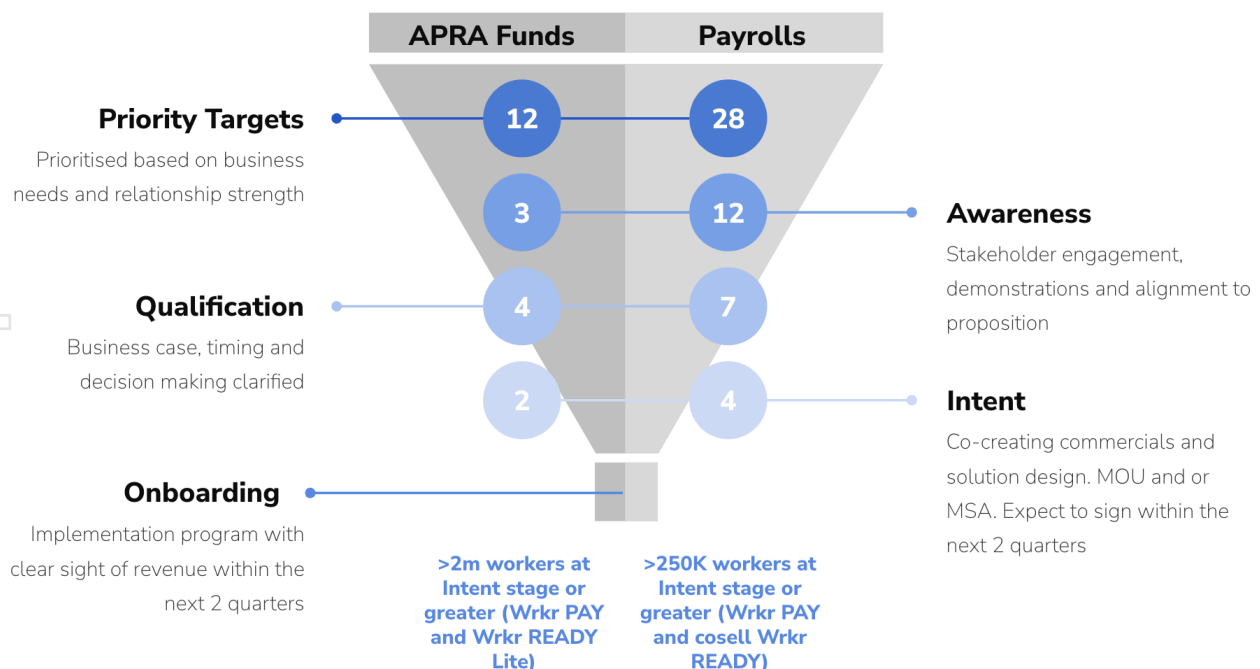 APRA Funds
Payrolls
Priority Targets
Prioritised based on business
needs and relationship strength
12
28
3
12
Awareness
Stakeholder engagement,
demonstrations and alignment to
proposition
Qualification
Business case, timing and
decision making clarified
4
7
2
4
Intent
Co-creating commercials and
solution design. MOU and or
MSA. Expect to sign within the
next 2 quarters
Onboarding
Implementation program with
clear sight of revenue within the
next 2 quarters
>2m workers at
Intent stage or
greater (Wrkr PAY
and Wrkr READY
Lite)
>250K workers at
Intent stage or
greater (Wrkr PAY
and cosell Wrkr
READY)